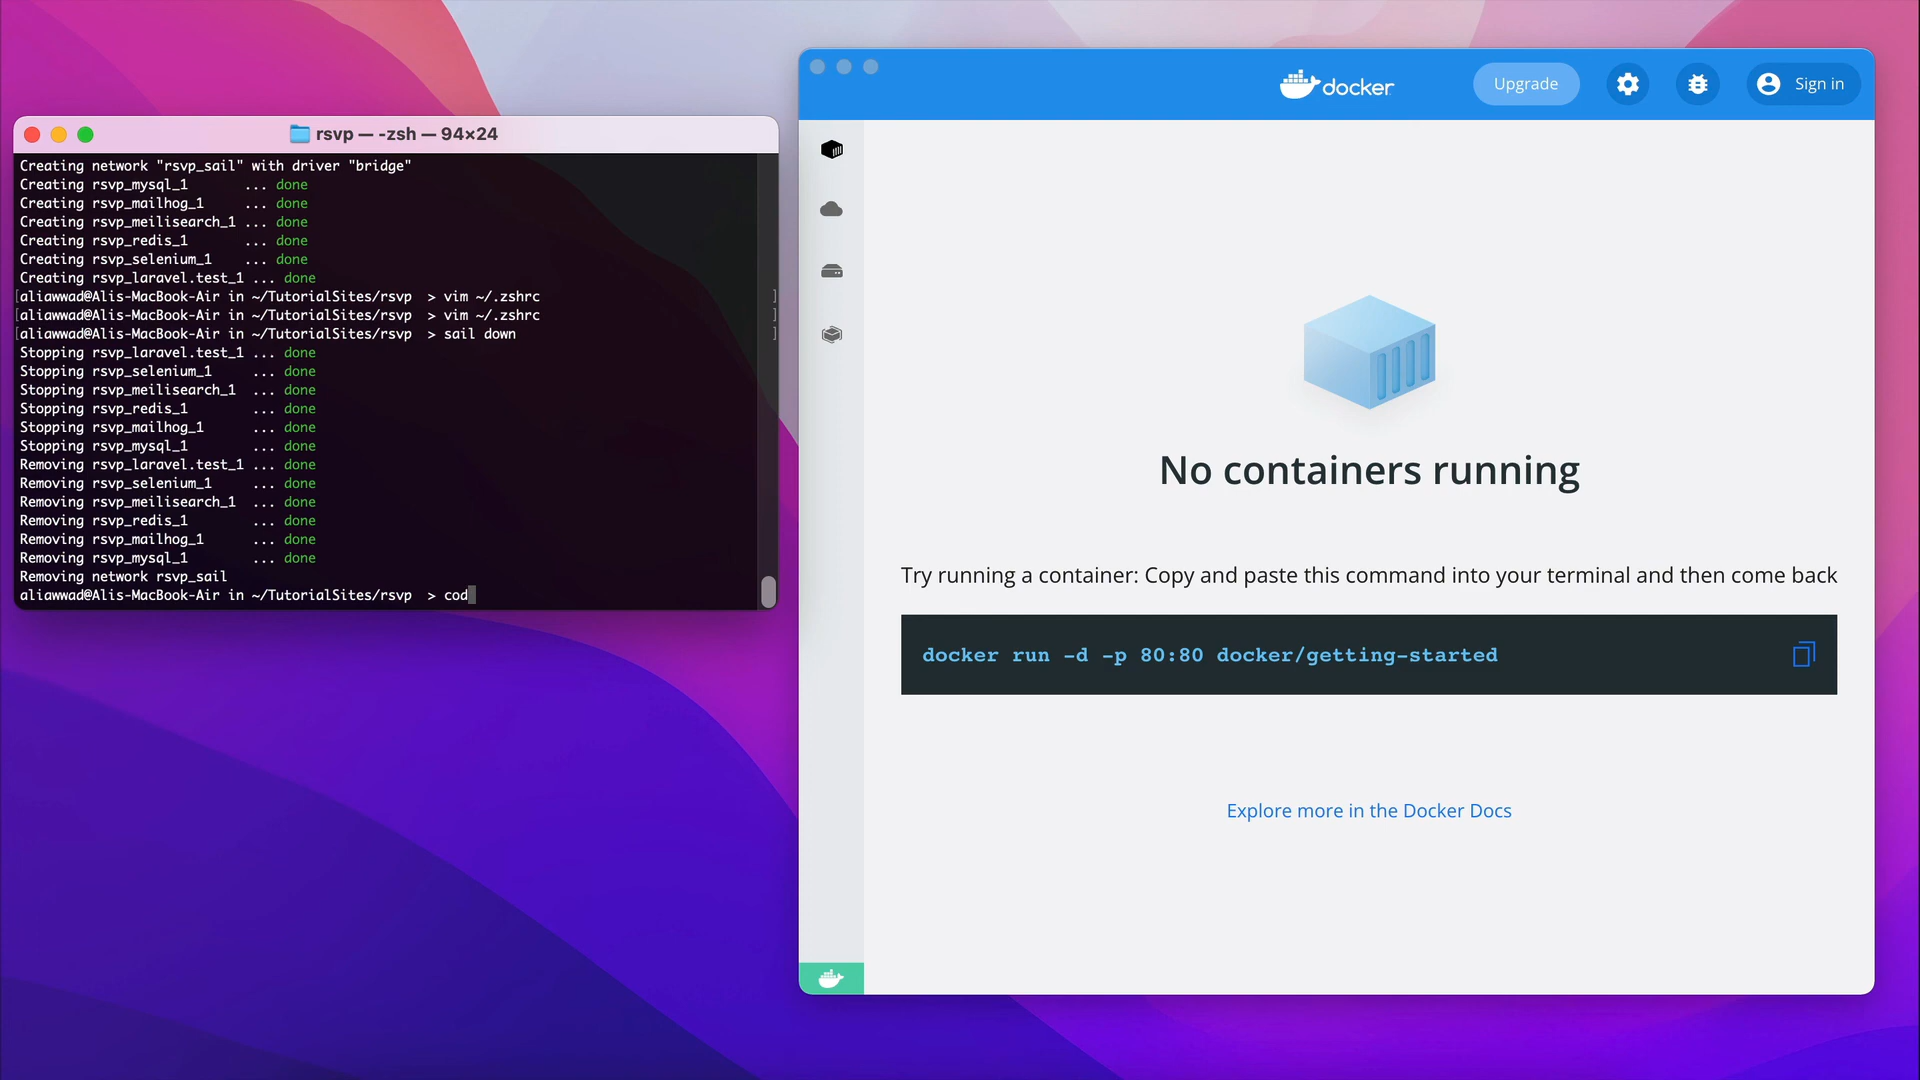 rsvp — -zsh — 94×24
Creating network "rsvp_sail" with driver "bridge"
Creating rsvp_mysql_1 ... done
Creating rsvp_mailhog_1 ... done
Creating rsvp_meilisearch_1 ... done
Creating rsvp_redis_1 ... done
Creating rsvp_selenium_1 ... done
Creating rsvp_laravel.test_1 ... done
[aliawwad@Alis-MacBook-Air in ~/TutorialSites/rsvp > vim ~/.zshrc ]
[aliawwad@Alis-MacBook-Air in ~/TutorialSites/rsvp > vim ~/.zshrc ]
[aliawwad@Alis-MacBook-Air in ~/TutorialSites/rsvp > sail down ]
Stopping rsvp_laravel.test_1 ... done
Stopping rsvp_selenium_1 ... done
Stopping rsvp_meilisearch_1 ... done
Stopping rsvp_redis_1 ... done
Stopping rsvp_mailhog_1 ... done
Stopping rsvp_mysql_1 ... done
Removing rsvp_laravel.test_1 ... done
Removing rsvp_selenium_1 ... done
Removing rsvp_meilisearch_1 ... done
Removing rsvp_redis_1 ... done
Removing rsvp_mailhog_1 ... done
Removing rsvp_mysql_1 ... done
Removing network rsvp_sail
aliawwad@Alis-MacBook-Air in ~/TutorialSites/rsvp > cod
docker
Upgrade
Sign in
No containers running
Try running a container: Copy and paste this command into your terminal and then come back
docker run -d -p 80:80 docker/getting-started
Explore more in the Docker Docs